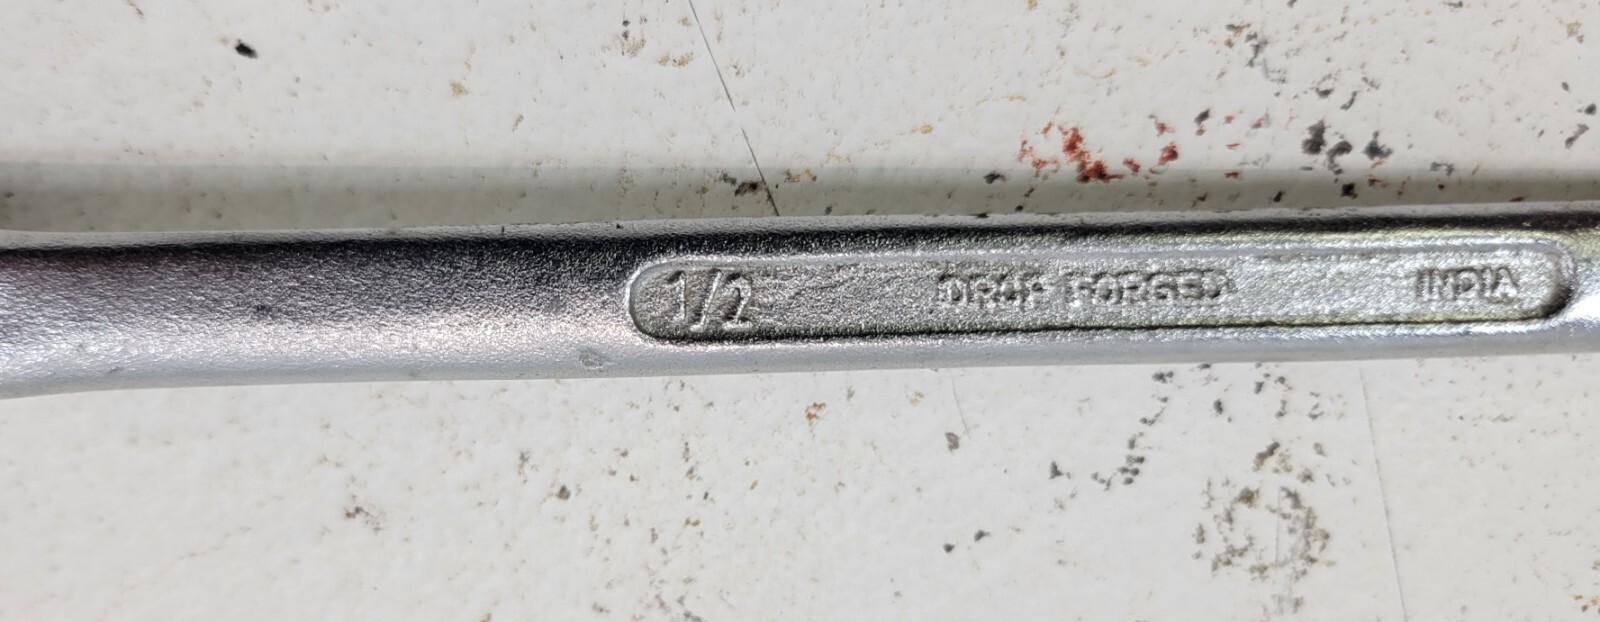 1/2 DROP FORGED INDIA